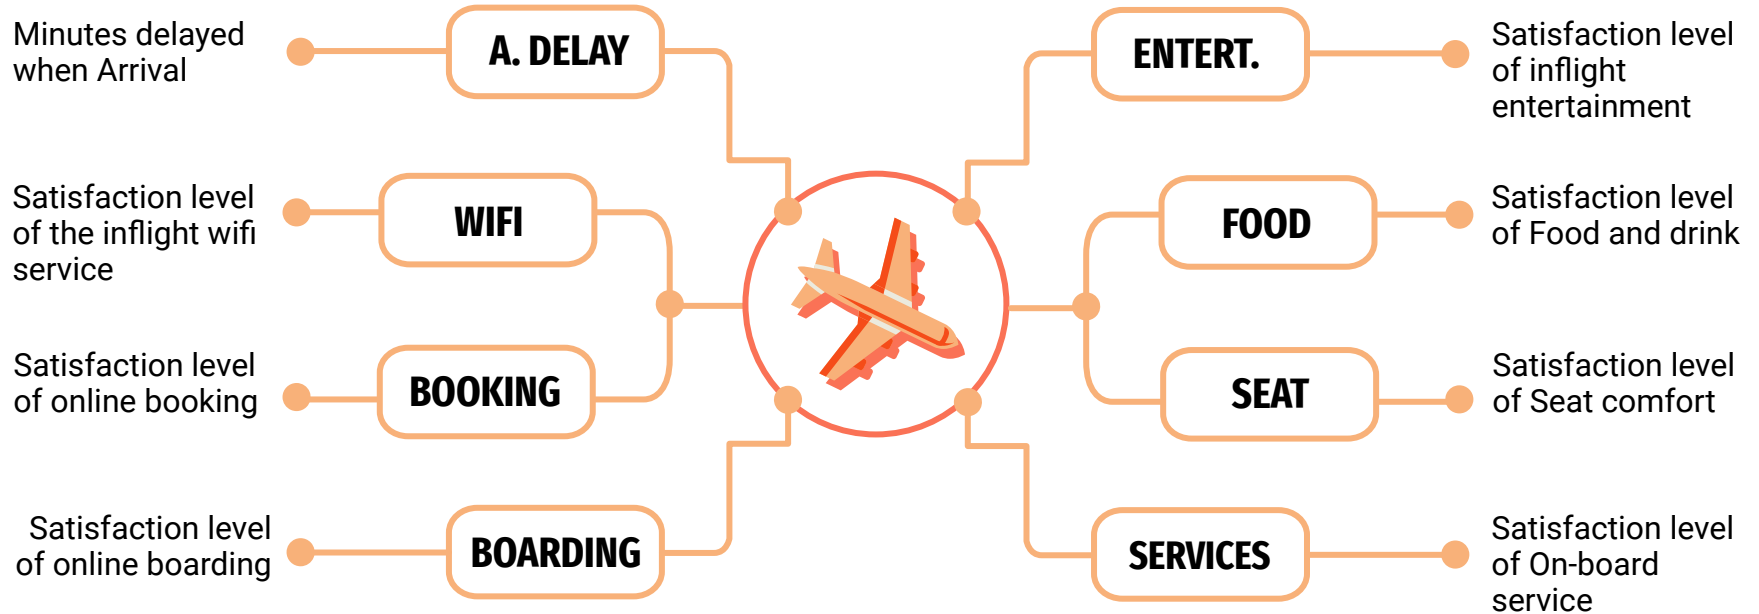 Minutes delayed
when Arrival
A. DELAY
Satisfaction level
of the inflight wifi
service
WIFI
Satisfaction level
of online booking
BOOKING
Satisfaction level
of online boarding
BOARDING
ENTERT.
Satisfaction level
of inflight
entertainment
FOOD
Satisfaction level
of Food and drink
SEAT
Satisfaction level
of Seat comfort
SERVICES
Satisfaction level
of On-board
service